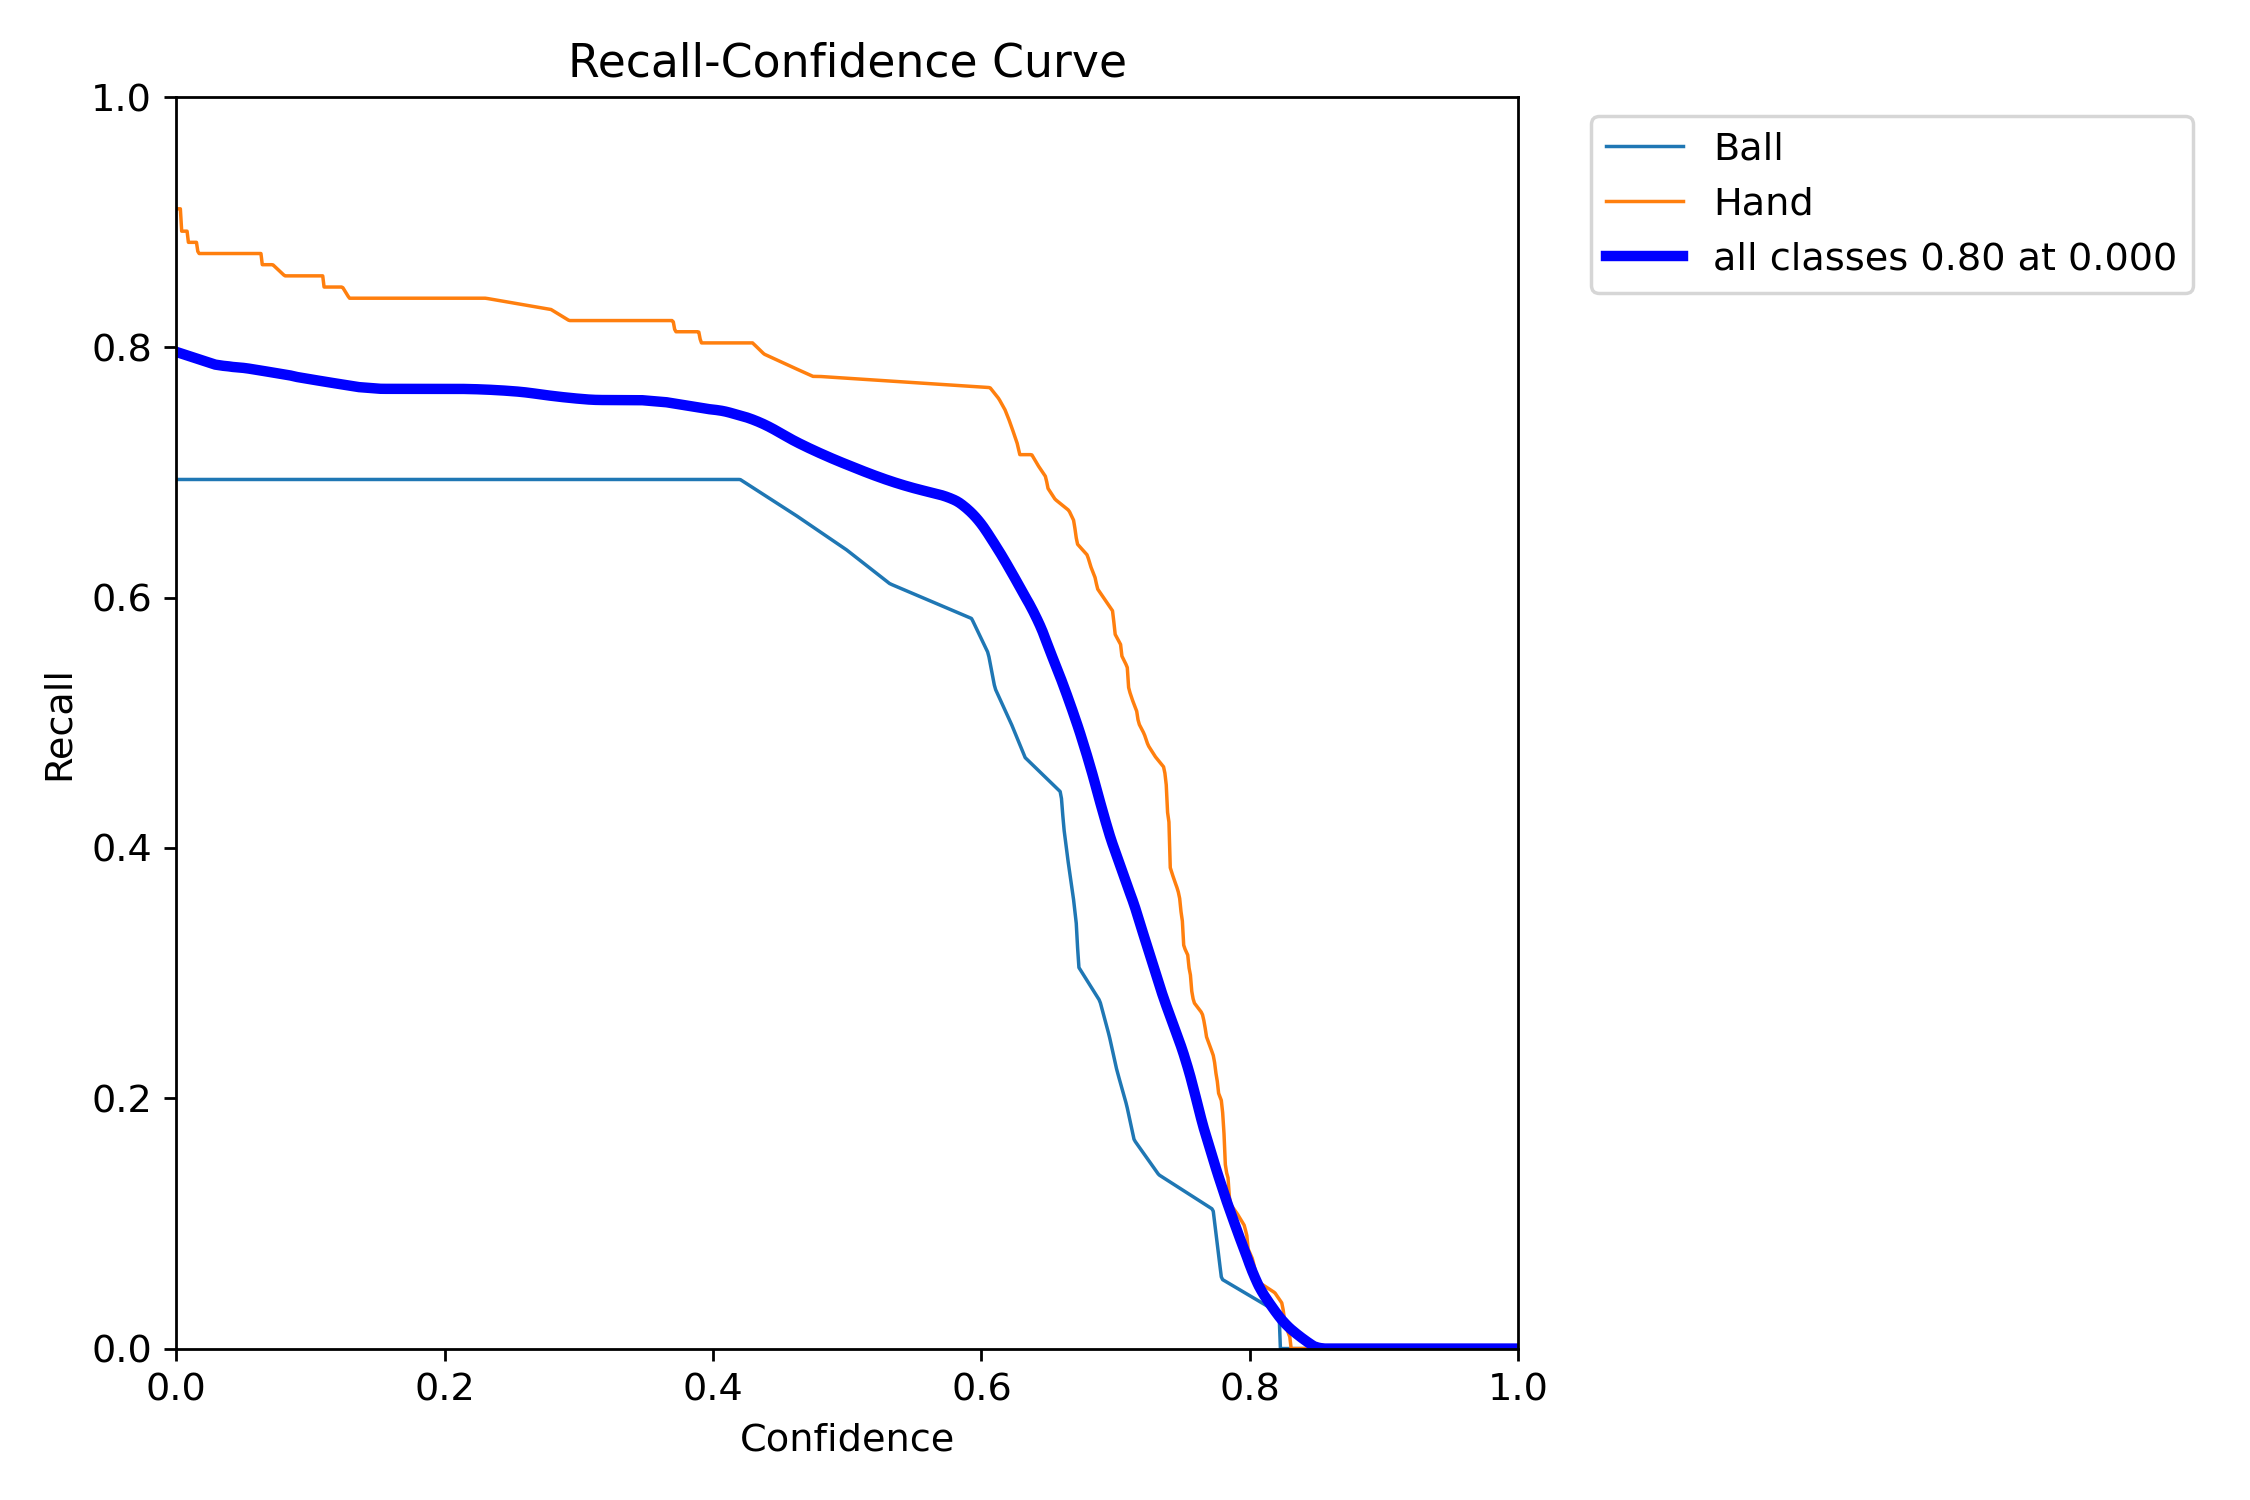 Recall-Confidence Curve
1.0
0.8
0.6
0.4
0.2
0.0
Recall
0.0 0.2 0.4 0.6 0.8 1.0
Confidence
Ball
Hand
all classes 0.80 at 0.000